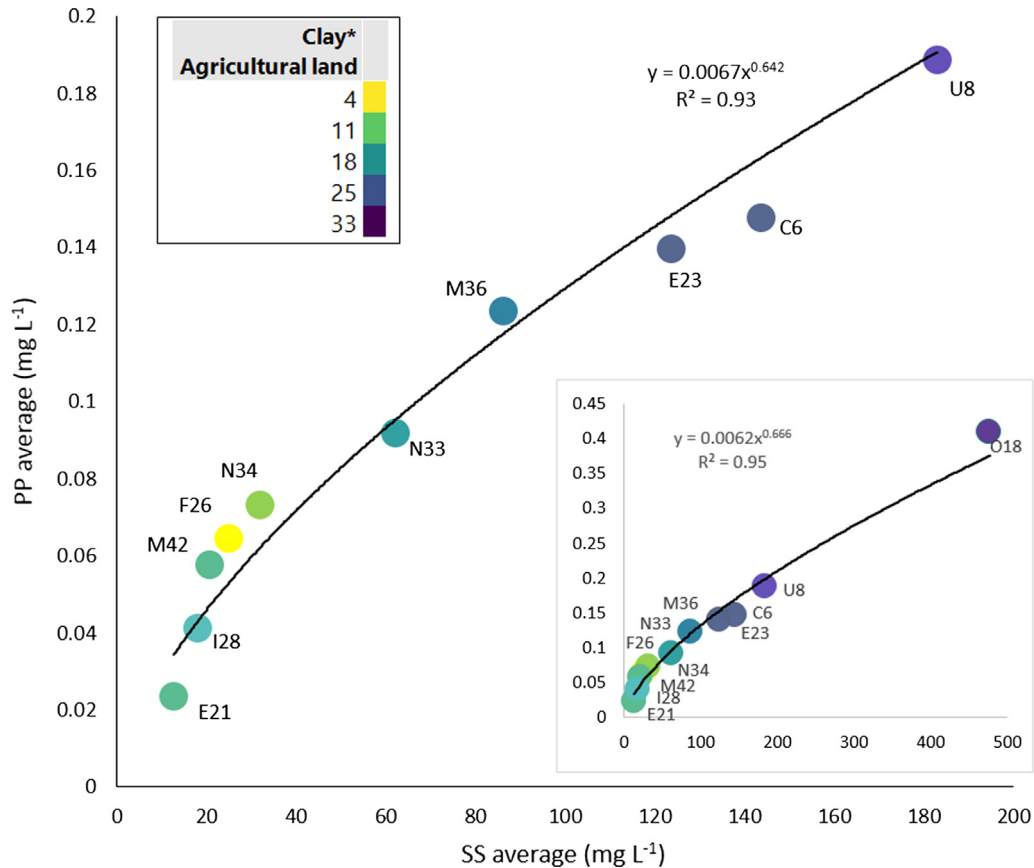 0.2
0.18
0.16
0.14
0.12
0.1
0.08
0.06
0.04
0.02
0
PP average (mg L⁻¹)
Clay*
Agricultural land
4
11
18
25
33
y = 0.0067x^0.642
R² = 0.93
U8
C6
E23
M36
N33
N34
F26
M42
I28
E21
0.45
0.4
0.35
0.3
0.25
0.2
0.15
0.1
0.05
0
y = 0.0062x^0.666
R² = 0.95
O18
U8
M36
C6
N33
E23
F26
N34
M42
I28
E21
0 100 200 300 400 500
0 20 40 60 80 100 120 140 160 180 200
SS average (mg L⁻¹)